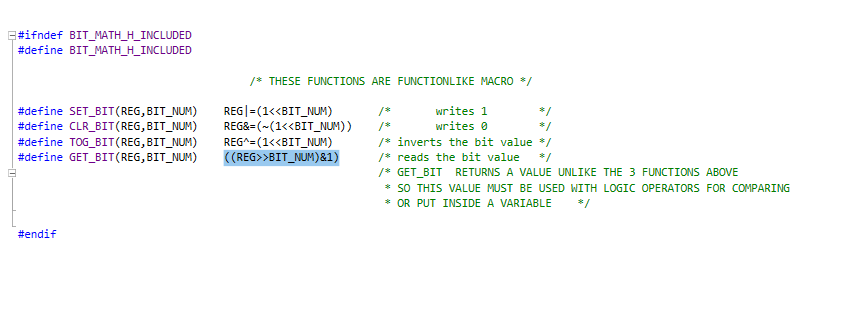 #ifndef BIT_MATH_H_INCLUDED
#define BIT_MATH_H_INCLUDED
/* THESE FUNCTIONS ARE FUNCTIONLIKE MACRO */
#define SET_BIT(REG,BIT_NUM) REG|=(1<<BIT_NUM) /* writes 1 */
#define CLR_BIT(REG,BIT_NUM) REG&=(~(1<<BIT_NUM)) /* writes 0 */
#define TOG_BIT(REG,BIT_NUM) REG^=(1<<BIT_NUM) /* inverts the bit value */
#define GET_BIT(REG,BIT_NUM) ((REG>>BIT_NUM)&1) /* reads the bit value */
/* GET_BIT RETURNS A VALUE UNLIKE THE 3 FUNCTIONS ABOVE
* SO THIS VALUE MUST BE USED WITH LOGIC OPERATORS FOR COMPARING
* OR PUT INSIDE A VARIABLE */
#endif